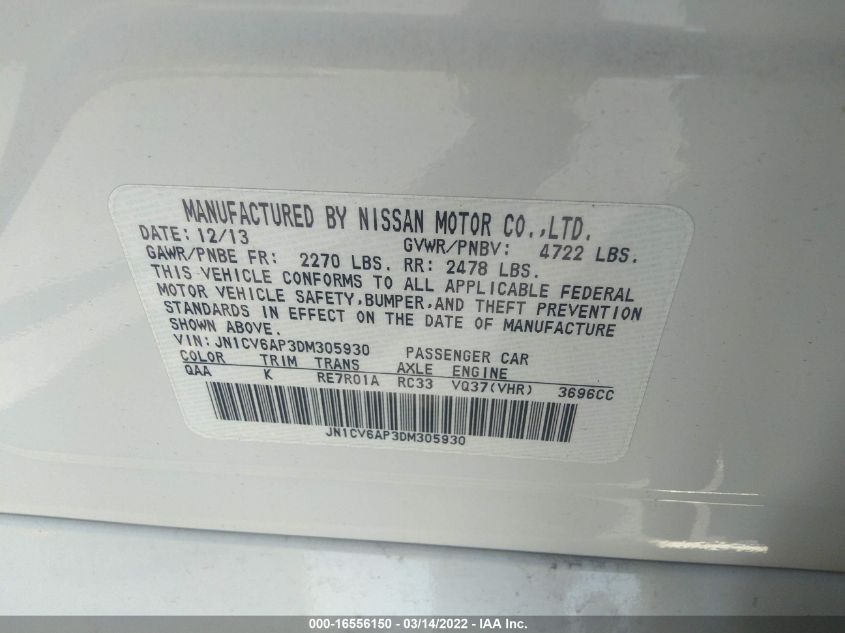 MANUFACTURED BY NISSAN MOTOR CO.,LTD.
DATE: 12/13 GVWR/PNBV: 4722 LBS.
GAWR/PNBE FR: 2270 LBS. RR: 2478 LBS.
THIS VEHICLE CONFORMS TO ALL APPLICABLE FEDERAL
MOTOR VEHICLE SAFETY,BUMPER,AND THEFT PREVENTION
STANDARDS IN EFFECT ON THE DATE OF MANUFACTURE
SHOWN ABOVE.
VIN: JN1CV6AP3DM305930 PASSENGER CAR
COLOR TRIM TRANS AXLE ENGINE
QAA K RE7R01A RC33 VQ37(VHR) 3696CC
JN1CV6AP3DM305930
000-16556150 - 03/14/2022 - IAA Inc.